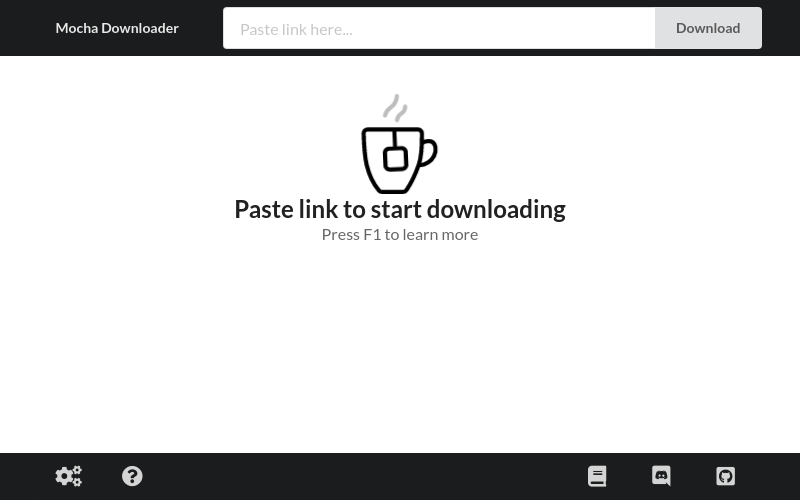 Mocha Downloader
Paste link here...
Download
Paste link to start downloading
Press F1 to learn more